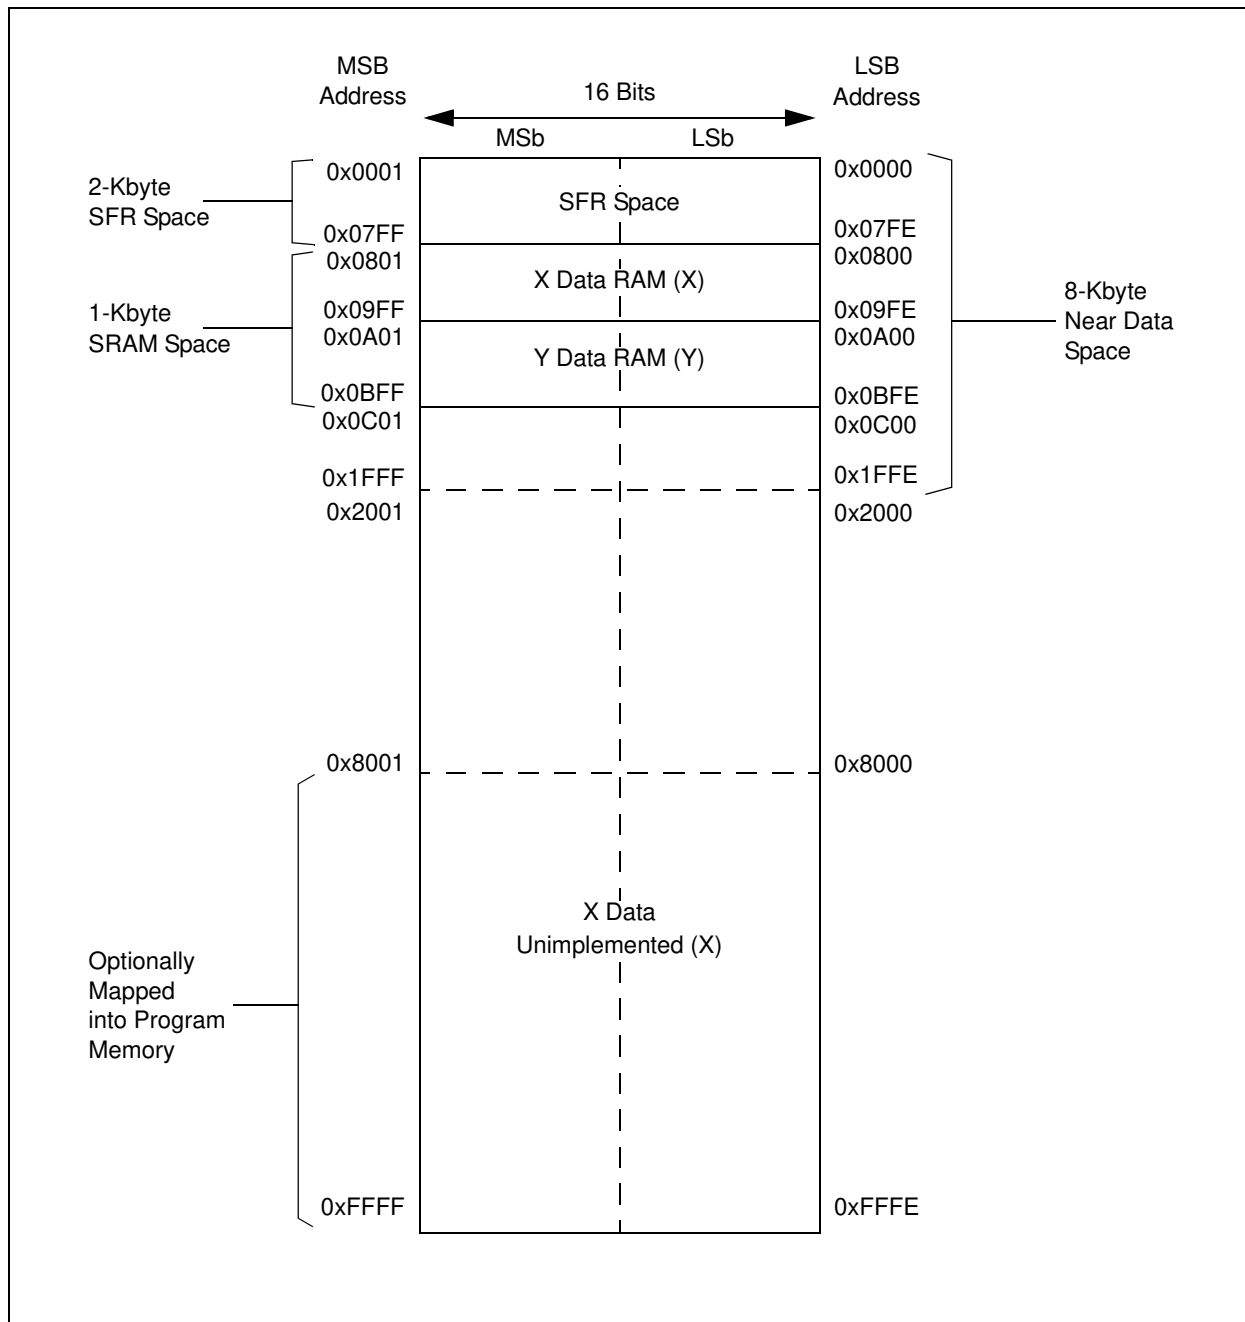 MSB
Address
16 Bits
LSB
Address
MSb
LSb
0x0001
0x0000
2-Kbyte
SFR Space
SFR Space
0x07FF
0x07FE
0x0801
0x0800
X Data RAM (X)
1-Kbyte
SRAM Space
0x09FF
0x09FE
0x0A01
0x0A00
8-Kbyte
Near Data
Space
Y Data RAM (Y)
0x0BFF
0x0BFE
0x0C01
0x0C00
0x1FFF
0x1FFE
0x2001
0x2000
0x8001
0x8000
X Data
Unimplemented (X)
Optionally
Mapped
into Program
Memory
0xFFFF
0xFFFE